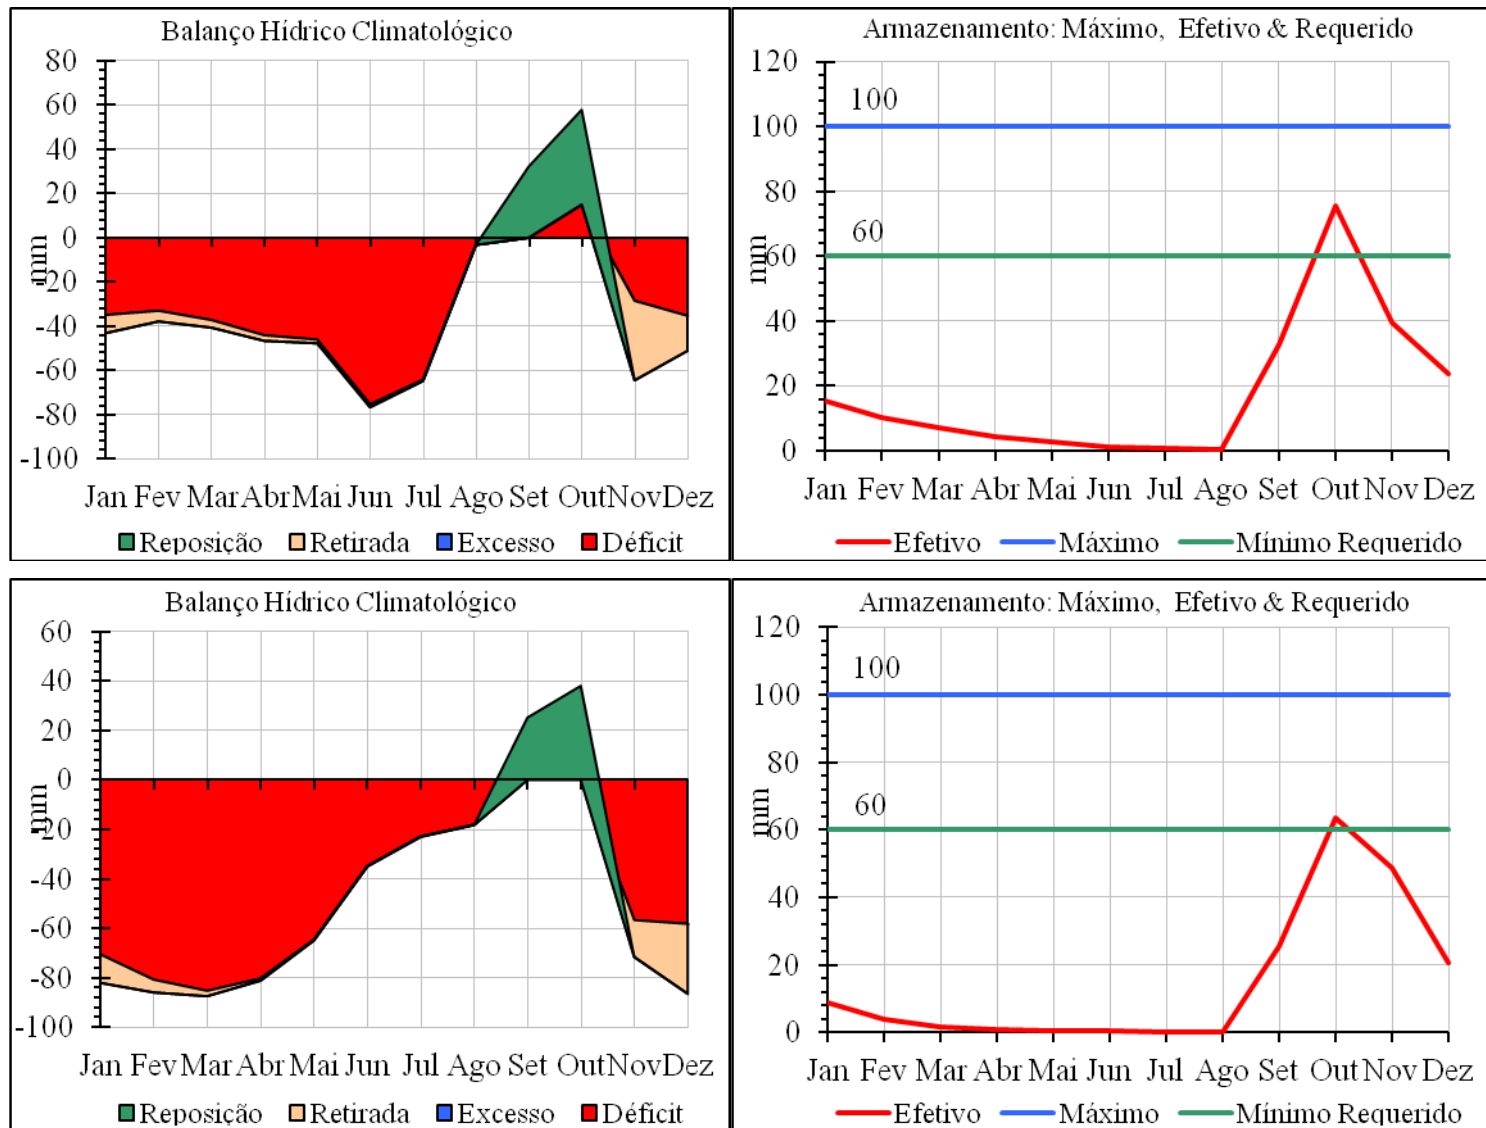 Balanço Hídrico Climatológico
80
60
40
20
0
-20
-40
-60
-80
-100
mm
Jan Fev Mar Abr Mai Jun Jul Ago Set Out Nov Dez
Reposição Retirada Excesso Déficit
Armazenamento: Máximo, Efetivo & Requerido
120
100
80
60
40
20
0
mm
100
60
Jan Fev Mar Abr Mai Jun Jul Ago Set Out Nov Dez
Efetivo Máximo Mínimo Requerido
Balanço Hídrico Climatológico
60
40
20
0
-20
-40
-60
-80
-100
mm
Jan Fev Mar Abr Mai Jun Jul Ago Set Out Nov Dez
Reposição Retirada Excesso Déficit
Armazenamento: Máximo, Efetivo & Requerido
120
100
80
60
40
20
0
mm
100
60
Jan Fev Mar Abr Mai Jun Jul Ago Set Out Nov Dez
Efetivo Máximo Mínimo Requerido